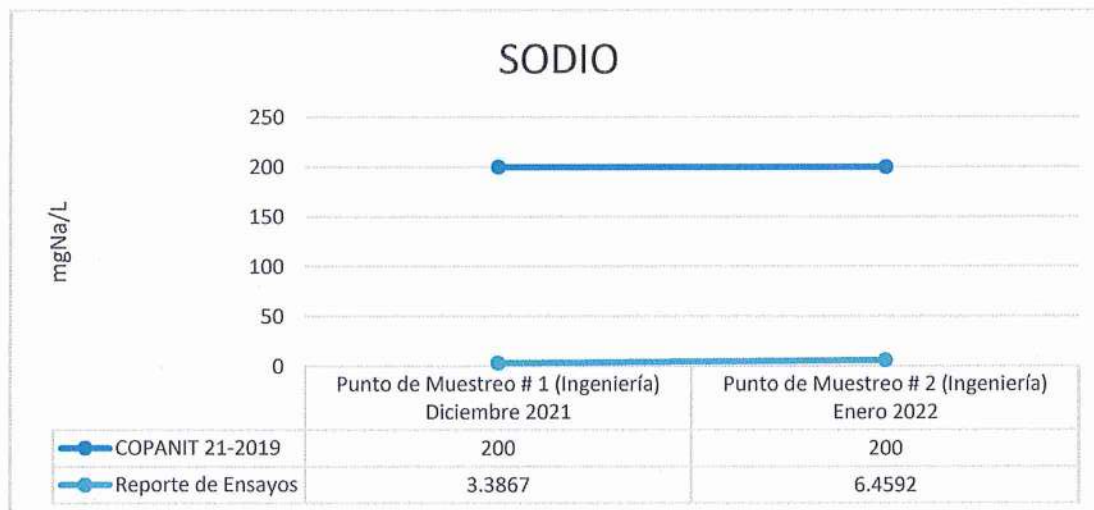 SODIO
mgNa/L
250
200
150
100
50
0
Punto de Muestreo # 1 (Ingeniería)
Diciembre 2021
Punto de Muestreo # 2 (Ingeniería)
Enero 2022
COPANIT 21-2019 200 200
Reporte de Ensayos 3.3867 6.4592